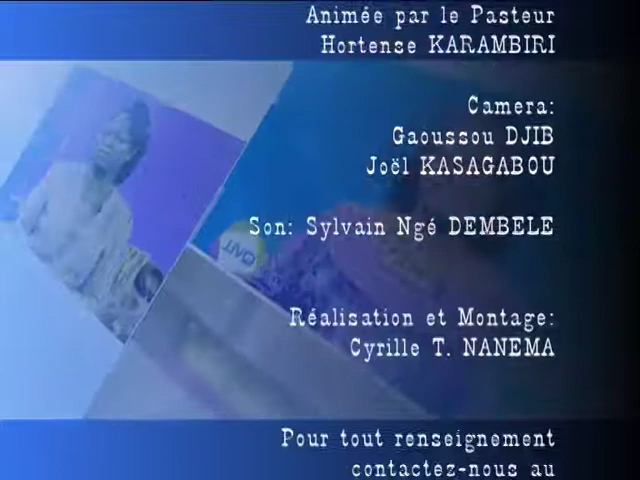 Animée par le Pasteur
Hortense KARAMBIRI
Camera:
Gaoussou DJIB
Joël KASAGABOU
Son: Sylvain Ngé DEMBELE
Réalisation et Montage:
Cyrille T. NANEMA
Pour tout renseignement
contactez-nous au